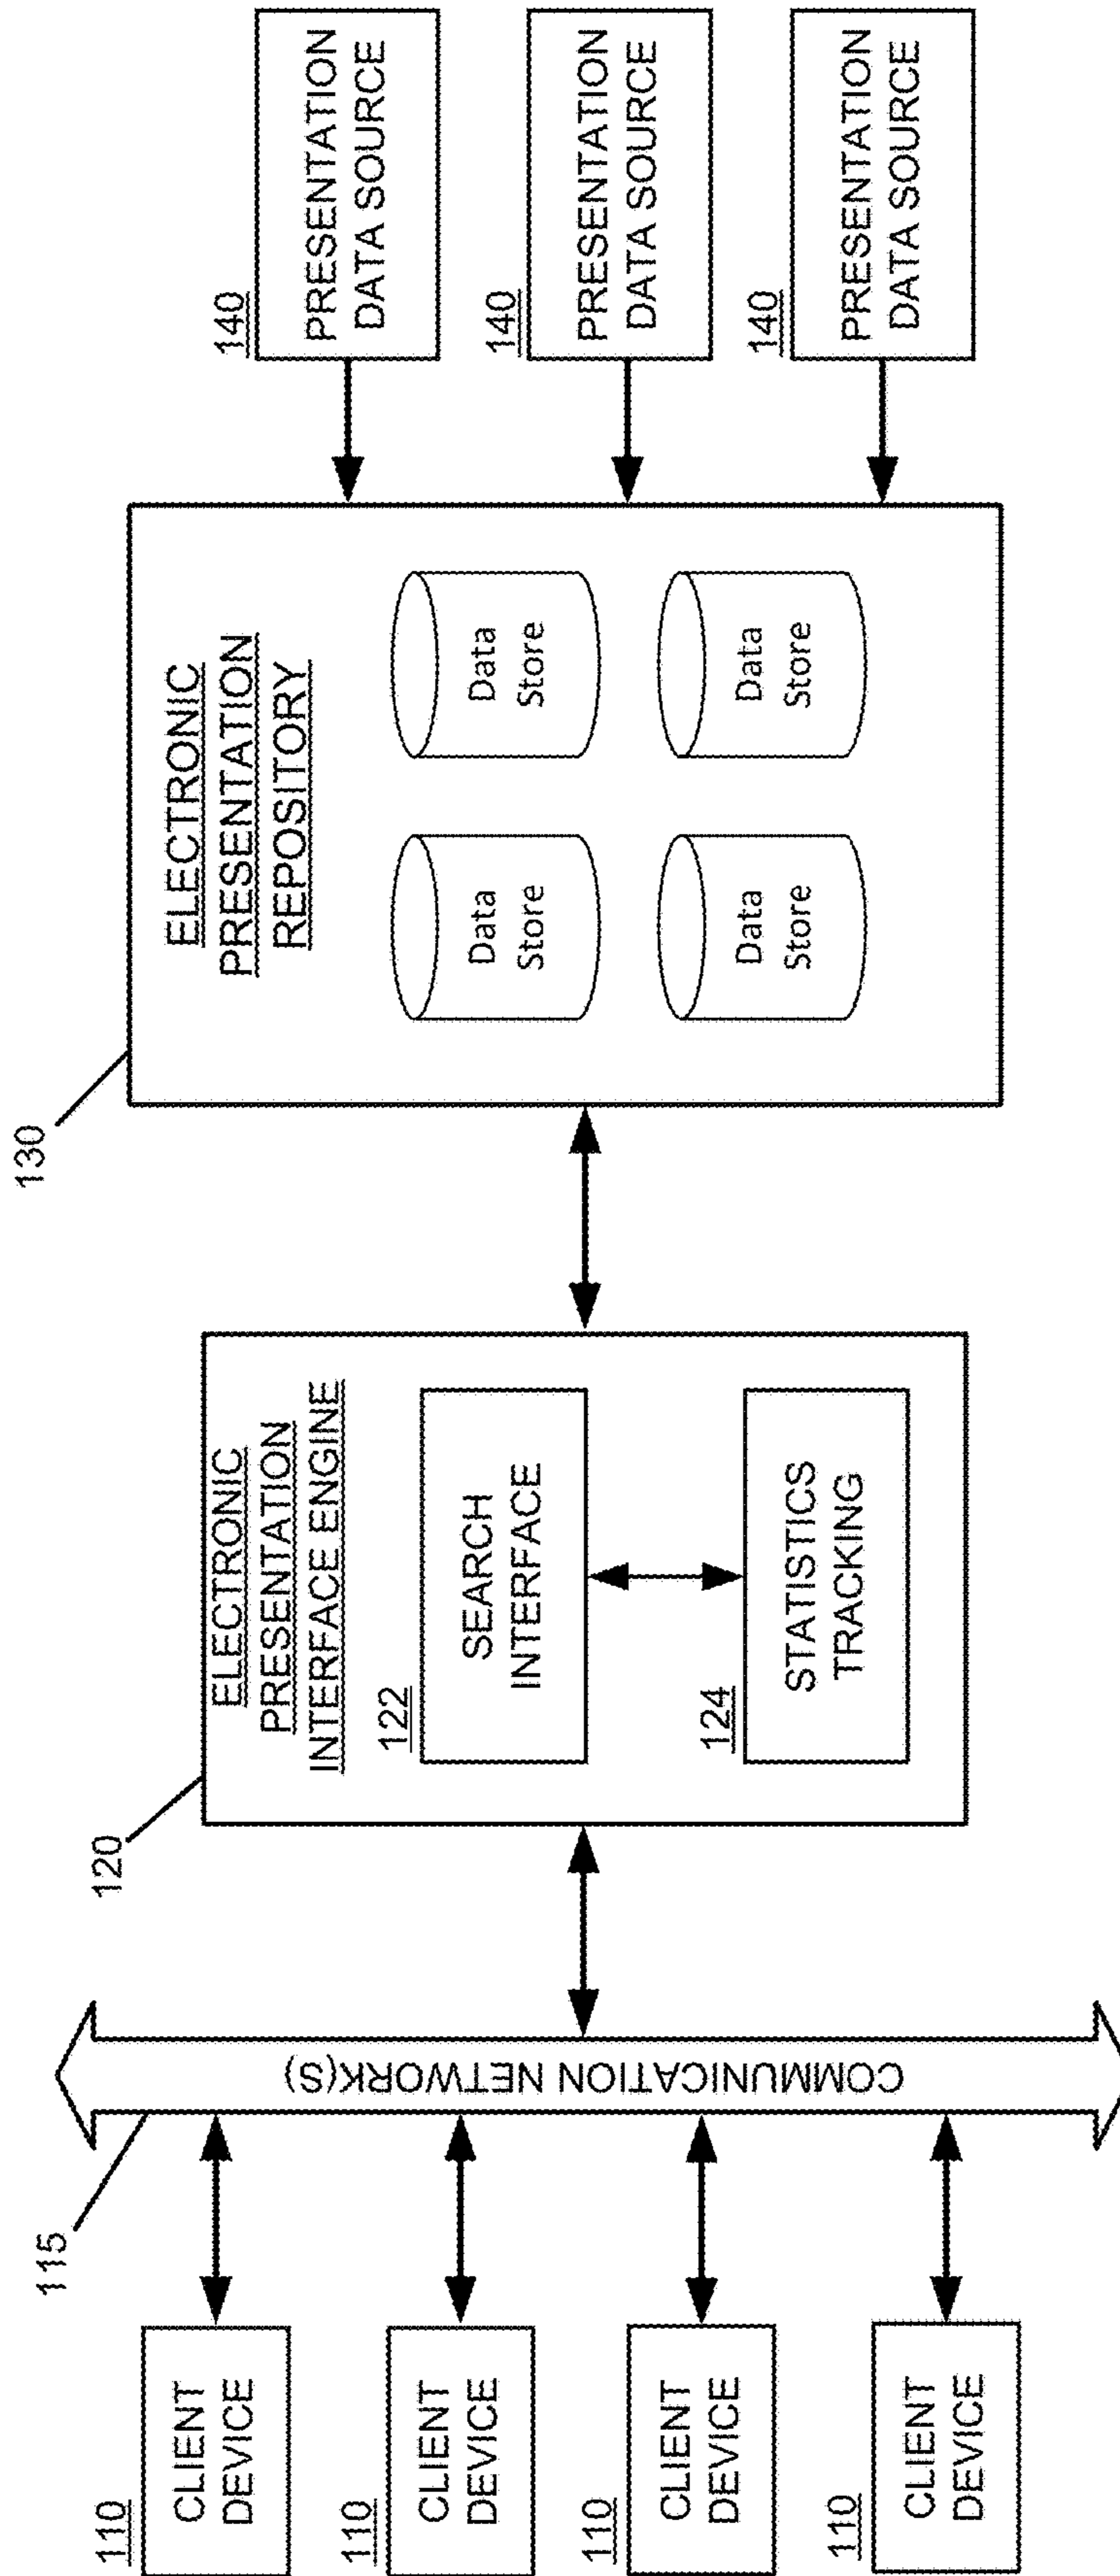 110
CLIENT
DEVICE
110
CLIENT
DEVICE
110
CLIENT
DEVICE
110
CLIENT
DEVICE
115
COMMUNICATION NETWORK(S)
120
ELECTRONIC
PRESENTATION
INTERFACE ENGINE
122
SEARCH
INTERFACE
124
STATISTICS
TRACKING
130
ELECTRONIC
PRESENTATION
REPOSITORY
Data
Store
Data
Store
Data
Store
Data
Store
140
PRESENTATION
DATA SOURCE
140
PRESENTATION
DATA SOURCE
140
PRESENTATION
DATA SOURCE